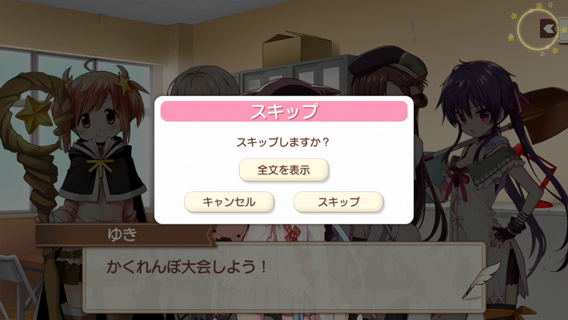 スキップ
スキップしますか？
全文を表示
キャンセル
スキップ
ゆき
かくれんぼ大会しよう！